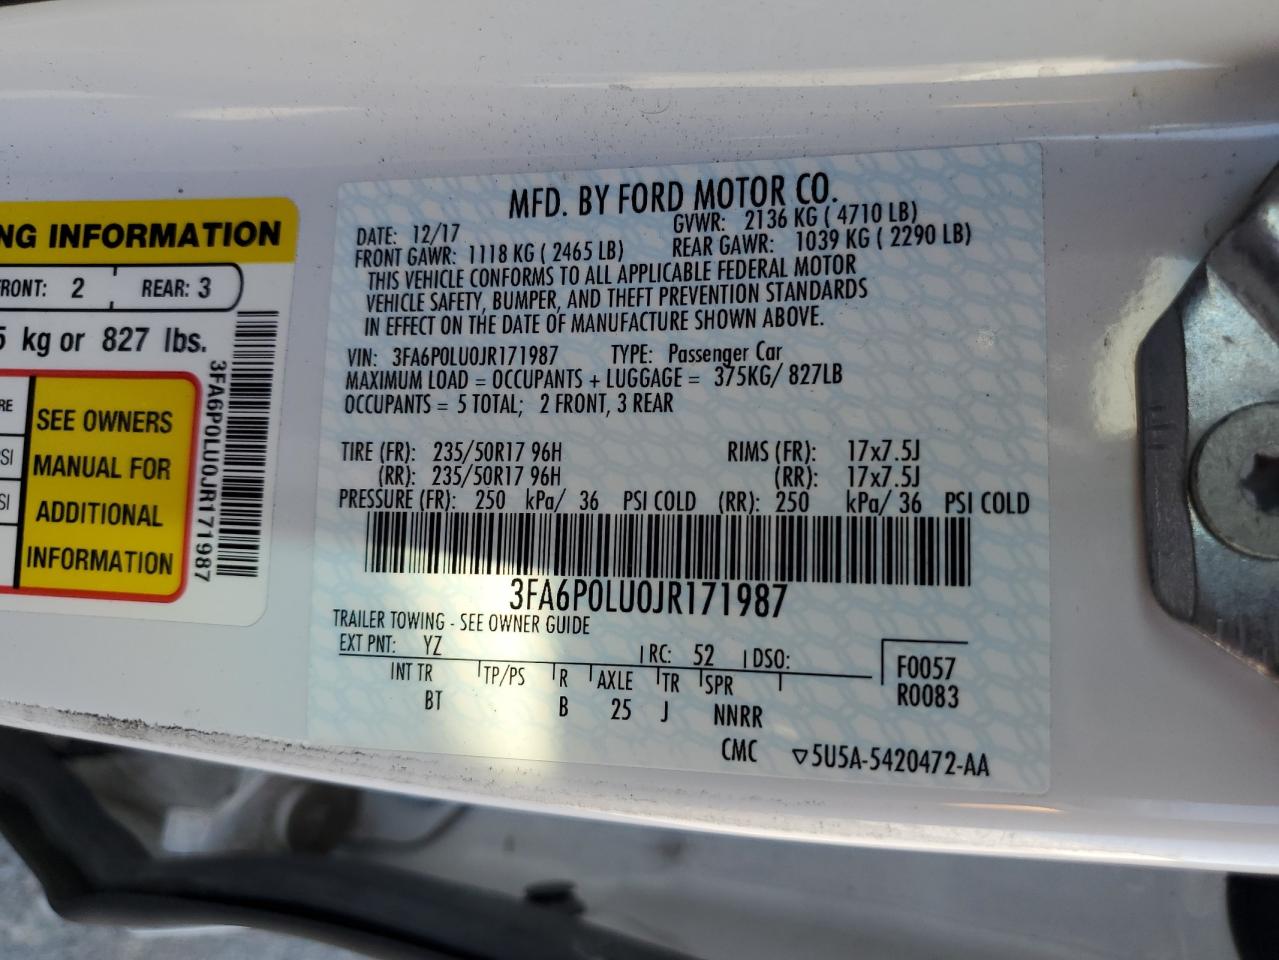 NG INFORMATION
FRONT: 2 REAR: 3
5 kg or 827 lbs.
RE
SI
SI
SEE OWNERS
MANUAL FOR
ADDITIONAL
INFORMATION
3FA6P0LU0JR171987
MFD. BY FORD MOTOR CO.
DATE: 12/17 GVWR: 2136 KG ( 4710 LB)
FRONT GAWR: 1118 KG ( 2465 LB) REAR GAWR: 1039 KG ( 2290 LB)
THIS VEHICLE CONFORMS TO ALL APPLICABLE FEDERAL MOTOR
VEHICLE SAFETY, BUMPER, AND THEFT PREVENTION STANDARDS
IN EFFECT ON THE DATE OF MANUFACTURE SHOWN ABOVE.
VIN: 3FA6P0LU0JR171987 TYPE: Passenger Car
MAXIMUM LOAD = OCCUPANTS + LUGGAGE = 375KG/ 827LB
OCCUPANTS = 5 TOTAL; 2 FRONT, 3 REAR
TIRE (FR): 235/50R17 96H RIMS (FR): 17x7.5J
(RR): 235/50R17 96H (RR): 17x7.5J
PRESSURE (FR): 250 kPa/ 36 PSI COLD (RR): 250 kPa/ 36 PSI COLD
3FA6P0LU0JR171987
TRAILER TOWING - SEE OWNER GUIDE
EXT PNT: YZ RC: 52 DSO:
INT TR TP/PS R AXLE TR SPR
BT B 25 J NNRR
F0057
R0083
CMC ▽5U5A-5420472-AA